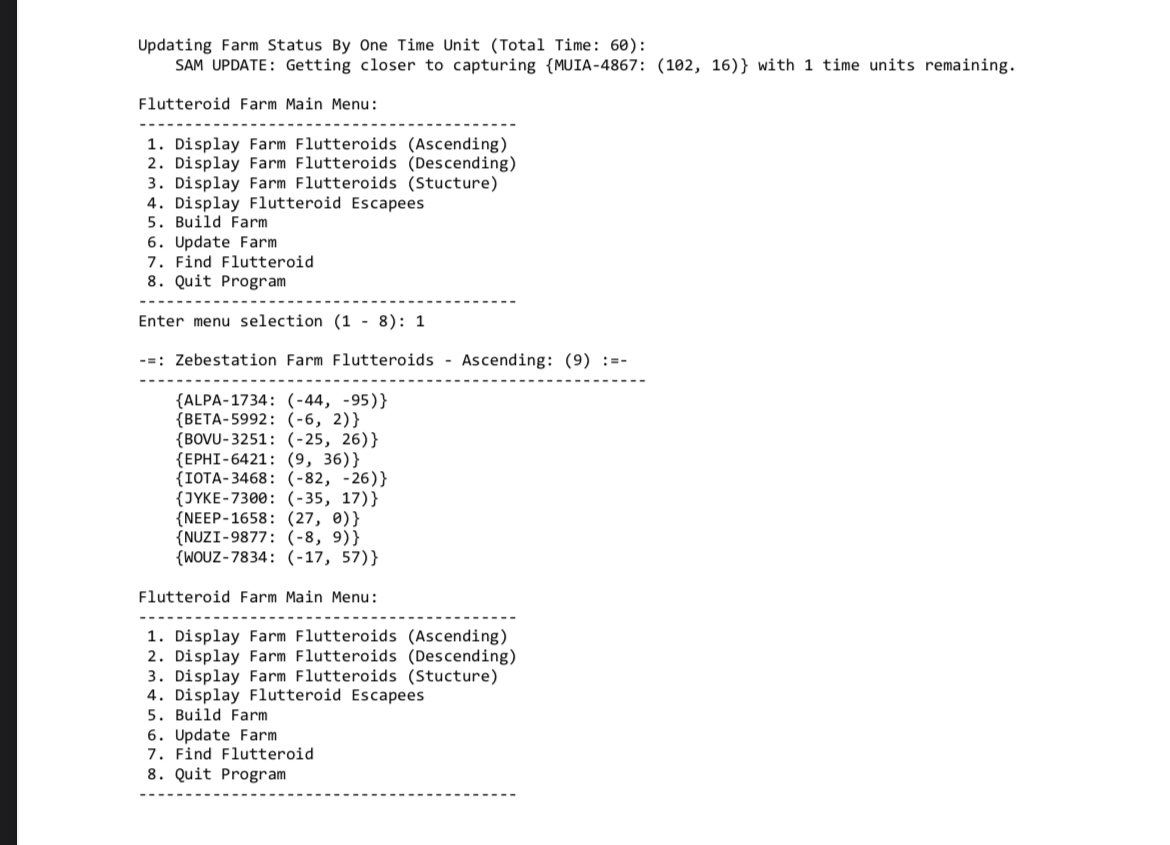 Updating Farm Status By One Time Unit (Total Time: 60):
SAM UPDATE: Getting closer to capturing {MUIA-4867: (102, 16)} with 1 time units remaining.
Flutteroid Farm Main Menu:
-----------------------------------------
1. Display Farm Flutteroids (Ascending)
2. Display Farm Flutteroids (Descending)
3. Display Farm Flutteroids (Stucture)
4. Display Flutteroid Escapees
5. Build Farm
6. Update Farm
7. Find Flutteroid
8. Quit Program
-----------------------------------------
Enter menu selection (1 - 8): 1
-=: Zebestation Farm Flutteroids - Ascending: (9) :=-
-------------------------------------------------------
{ALPA-1734: (-44, -95)}
{BETA-5992: (-6, 2)}
{BOVU-3251: (-25, 26)}
{EPHI-6421: (9, 36)}
{IOTA-3468: (-82, -26)}
{JYKE-7300: (-35, 17)}
{NEEP-1658: (27, 0)}
{NUZI-9877: (-8, 9)}
{WOUZ-7834: (-17, 57)}
Flutteroid Farm Main Menu:
-----------------------------------------
1. Display Farm Flutteroids (Ascending)
2. Display Farm Flutteroids (Descending)
3. Display Farm Flutteroids (Stucture)
4. Display Flutteroid Escapees
5. Build Farm
6. Update Farm
7. Find Flutteroid
8. Quit Program
-----------------------------------------